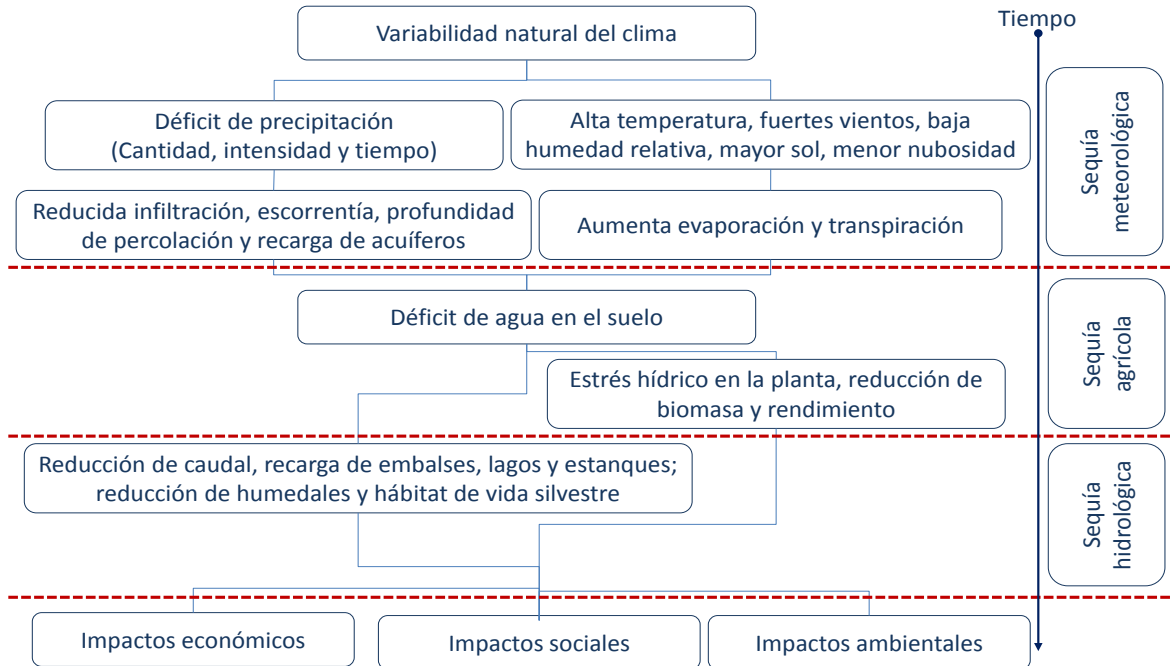 Tiempo
Variabilidad natural del clima
Déficit de precipitación
(Cantidad, intensidad y tiempo)
Alta temperatura, fuertes vientos, baja
humedad relativa, mayor sol, menor nubosidad
Sequía
meteorológica
Reducida infiltración, escorrentía, profundidad
de percolación y recarga de acuíferos
Aumenta evaporación y transpiración
Déficit de agua en el suelo
Sequía
agrícola
Estrés hídrico en la planta, reducción de
biomasa y rendimiento
Reducción de caudal, recarga de embalses, lagos y estanques;
reducción de humedales y hábitat de vida silvestre
Sequía
hidrológica
Impactos económicos
Impactos sociales
Impactos ambientales